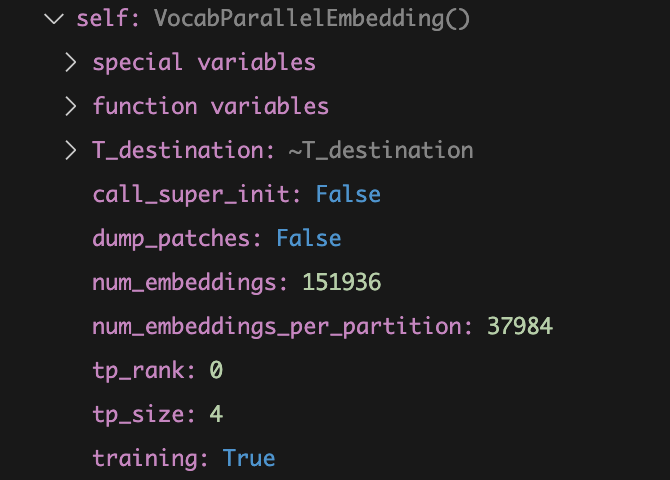 self: VocabParallelEmbedding()
special variables
function variables
T_destination: ~T_destination
call_super_init: False
dump_patches: False
num_embeddings: 151936
num_embeddings_per_partition: 37984
tp_rank: 0
tp_size: 4
training: True